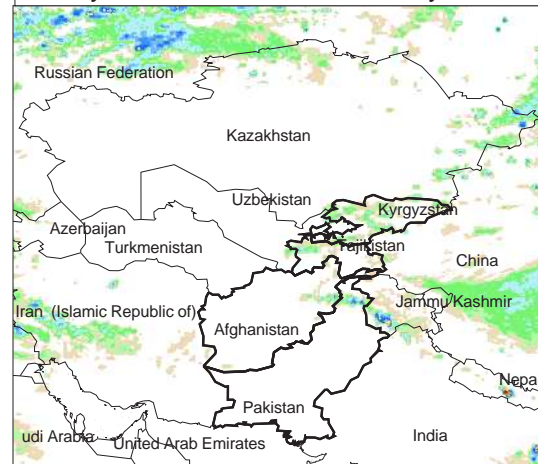 Russian Federation
Kazakhstan
Uzbekistan
Kyrgyzstan
Azerbaijan
Turkmenistan
Tajikistan
China
Iran (Islamic Republic of)
Jammu Kashmir
Afghanistan
Nepa
Pakistan
udi Arabia
United Arab Emirates
India